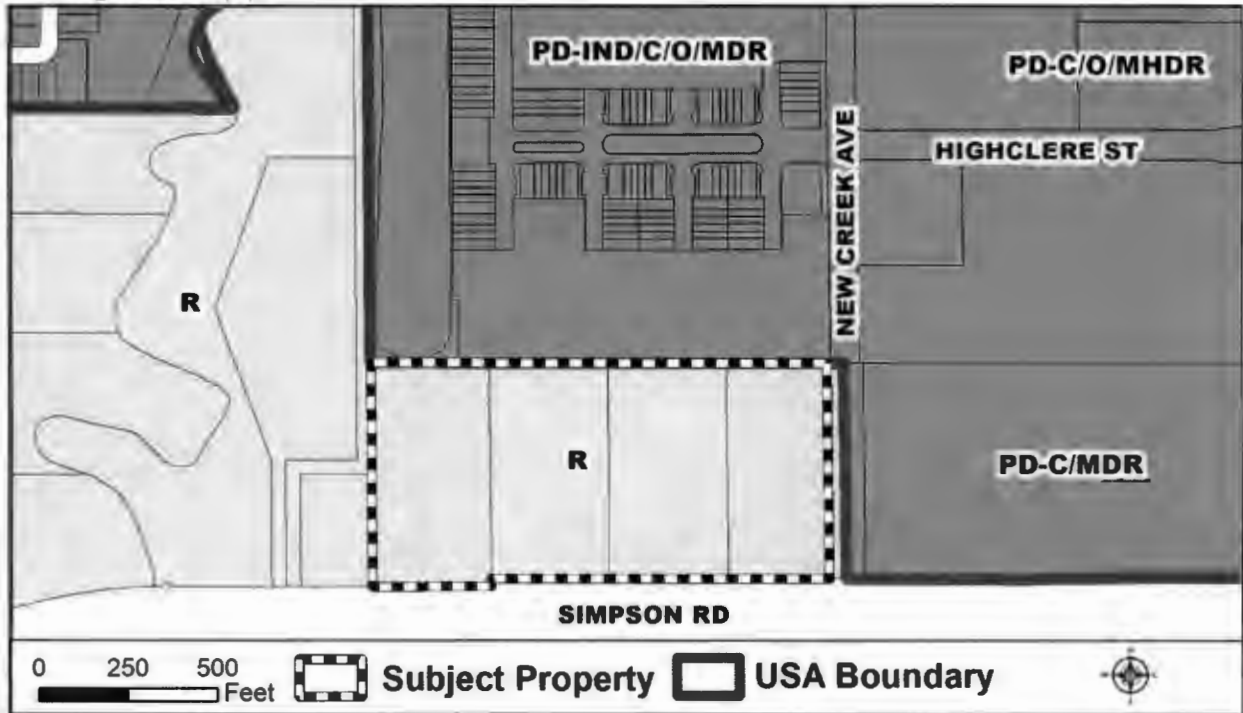 PD-IND/C/O/MDR
PD-C/O/MHDR
HIGHCLERE ST
NEW CREEK AVE
R
R
PD-C/MDR
SIMPSON RD
0 250 500
Feet
Subject Property
USA Boundary